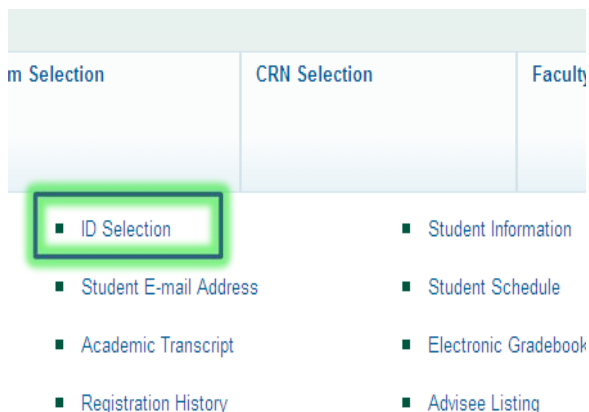 m Selection
CRN Selection
Faculty
ID Selection
Student Information
Student E-mail Address
Student Schedule
Academic Transcript
Electronic Gradebook
Registration History
Advisee Listing